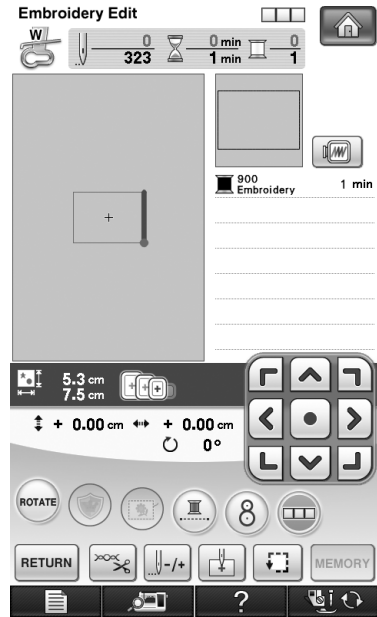 Embroidery Edit
W
0
323
0 min
1 min
0
1
900
Embroidery
1 min
5.3 cm
7.5 cm
+ 0.00 cm + 0.00 cm
0°
ROTATE
8
RETURN
-/+
MEMORY
?